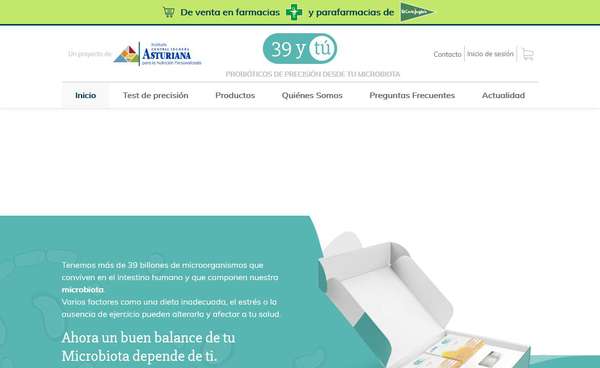 De venta en farmacias y parafarmacias de El Corte Inglés
Un proyecto de
Instituto
CENTRAL LECHERA
ASTURIANA
para la Nutrición Personalizada
39 y tú
PROBIÓTICOS DE PRECISIÓN DESDE TU MICROBIOTA
Contacto
Inicio de sesión
Inicio
Test de precisión
Productos
Quiénes Somos
Preguntas Frecuentes
Actualidad
Tenemos más de 39 billones de microorganismos que
conviven en el intestino humano y que componen nuestra
microbiota.
Varios factores como una dieta inadecuada, el estrés o la
ausencia de ejercicio pueden alterarla y afectar a tu salud.
Ahora un buen balance de tu
Microbiota depende de ti.